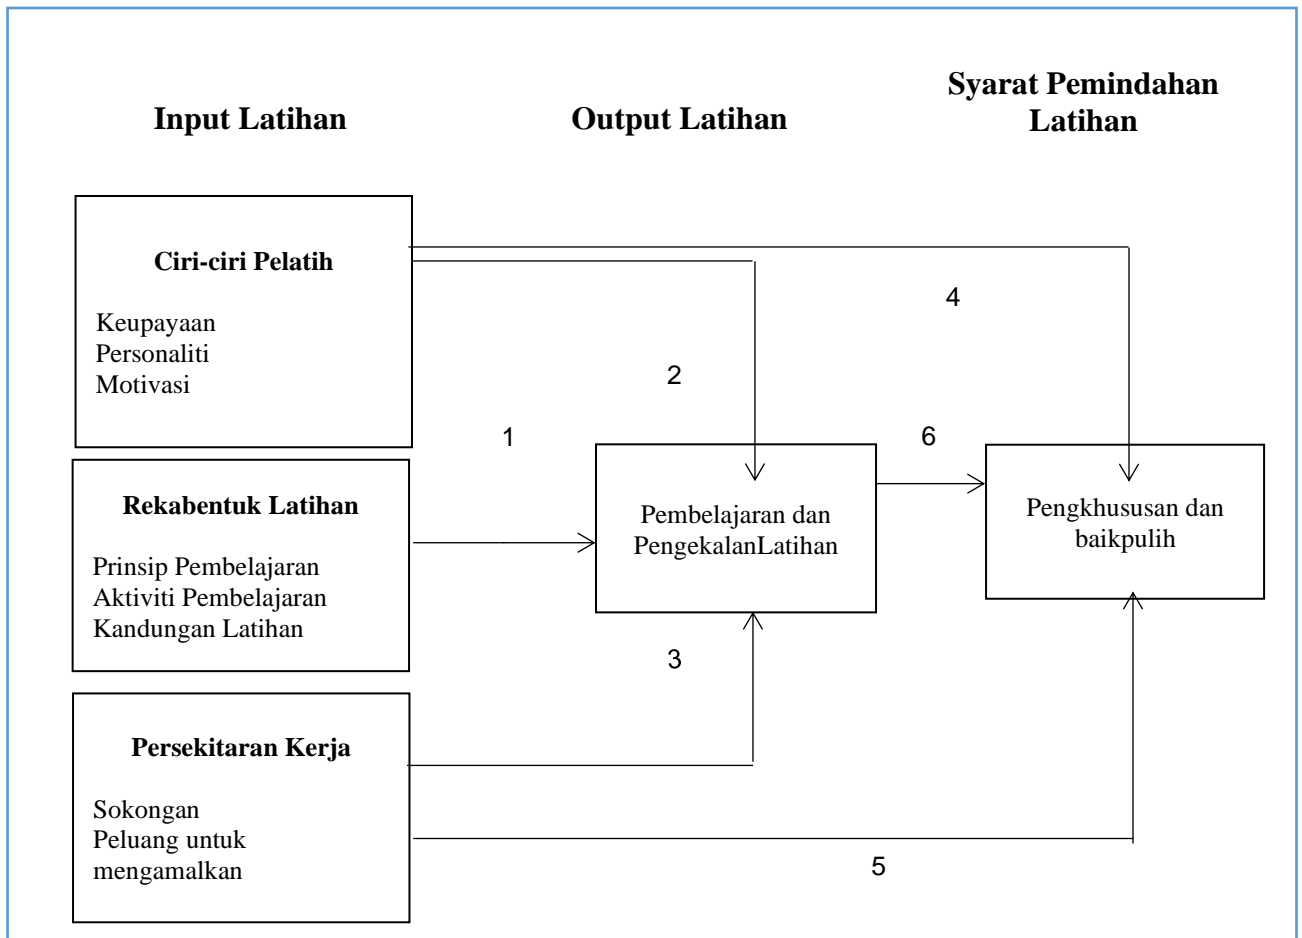 Input Latihan
Output Latihan
Syarat Pemindahan
Latihan
Ciri-ciri Pelatih
Keupayaan
Personaliti
Motivasi
4
2
1
6
Rekabentuk Latihan
Prinsip Pembelajaran
Aktiviti Pembelajaran
Kandungan Latihan
Pembelajaran dan
PengekalanLatihan
Pengkhususan dan
baikpulih
3
Persekitaran Kerja
Sokongan
Peluang untuk
mengamalkan
5